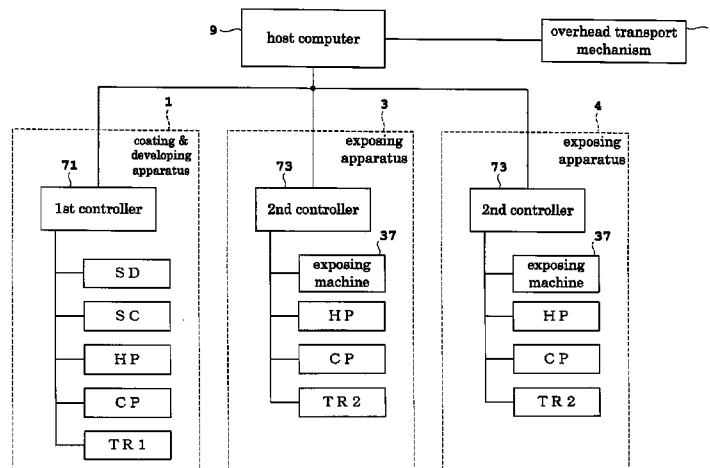 9
host computer
overhead transport
mechanism
1
coating &
developing
apparatus
3
exposing
apparatus
4
exposing
apparatus
71
1st controller
73
2nd controller
73
2nd controller
37
exposing
machine
37
exposing
machine
SD
SC
HP
CP
TR1
HP
CP
TR2
HP
CP
TR2